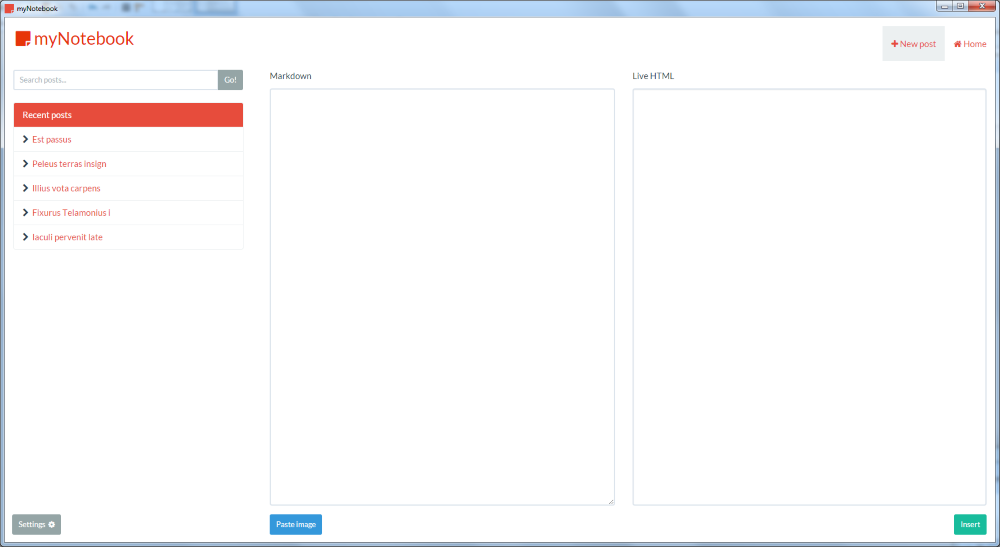 myNotebook
myNotebook
New post
Home
Search posts...
Go!
Markdown
Live HTML
Recent posts
Est passus
Peleus terras insign
Illius vota carpens
Fixurus Telamonius I
Iaculi pervenit late
Settings
Paste image
Insert